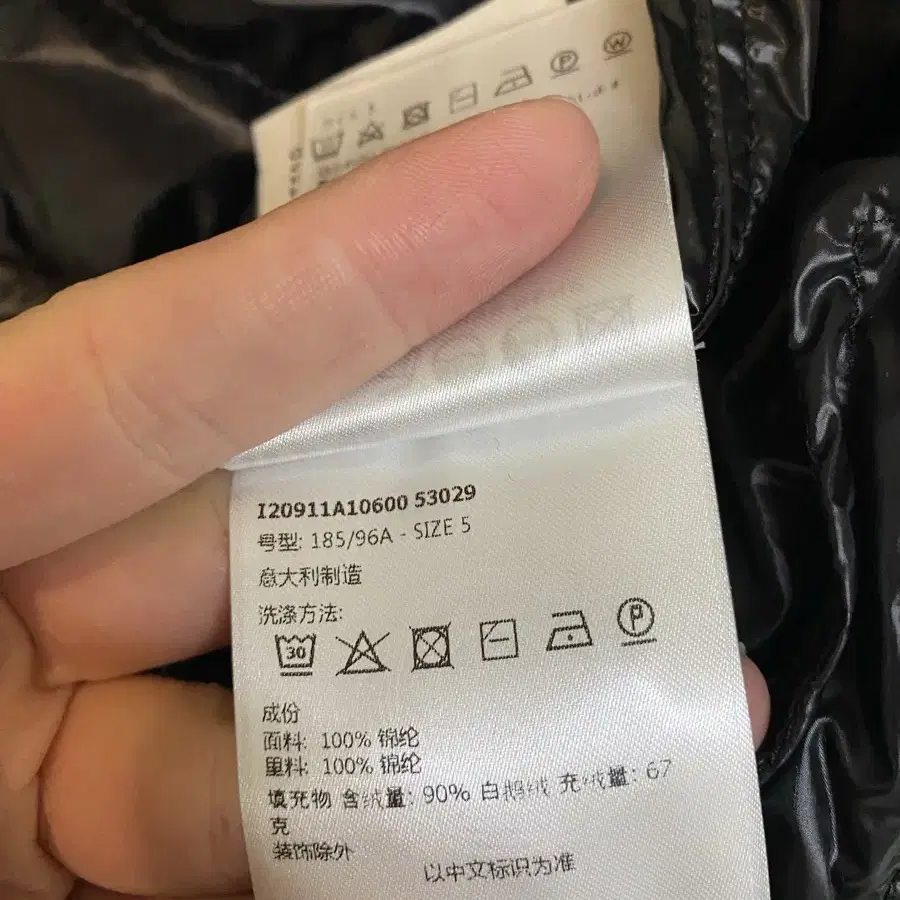 P
W
I20911A10600 53029
号型: 185/96A - SIZE 5
意大利制造
洗涤方法:
30
P
成份
面料: 100% 锦纶
里料: 100% 锦纶
填充物 含绒量: 90% 白鹅绒 充绒量: 67
克
装饰除外
以中文标识为准